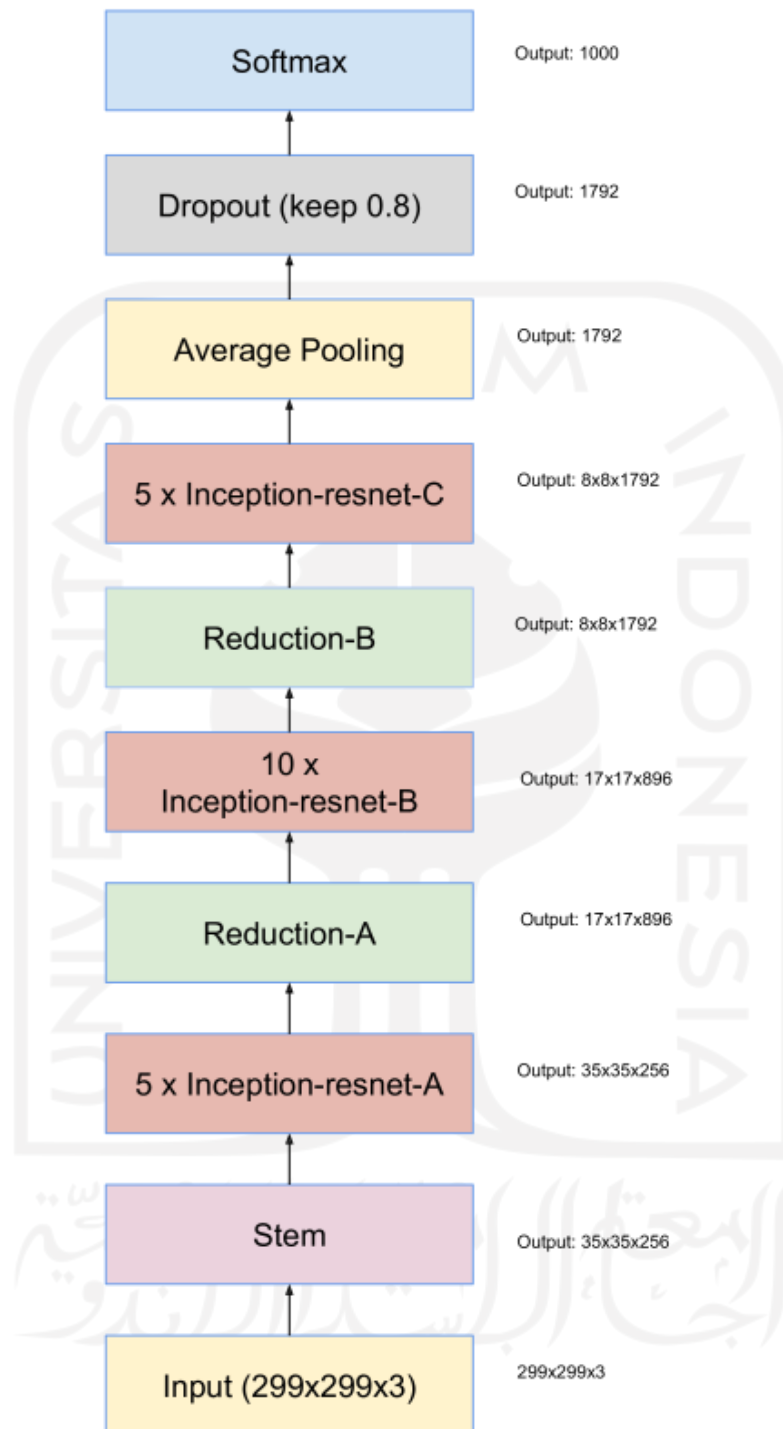 Softmax
Output: 1000
Dropout (keep 0.8)
Output: 1792
Average Pooling
Output: 1792
5 x Inception-resnet-C
Output: 8x8x1792
Reduction-B
Output: 8x8x1792
10 x
Inception-resnet-B
Output: 17x17x896
Reduction-A
Output: 17x17x896
5 x Inception-resnet-A
Output: 35x35x256
Stem
Output: 35x35x256
Input (299x299x3)
299x299x3
UNIVERSITAS
INDONESIA